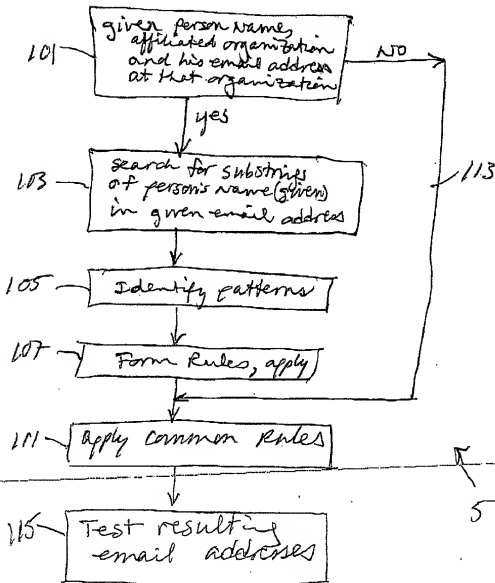 given person names,
affiliated organization
and his email address
at that organization
101
NO
yes
search for substrings
of person's name (given)
in given email address
103
113
Identify patterns
105
Form Rules, apply
107
apply common Rules
111
5
Test resulting
email addresses
115